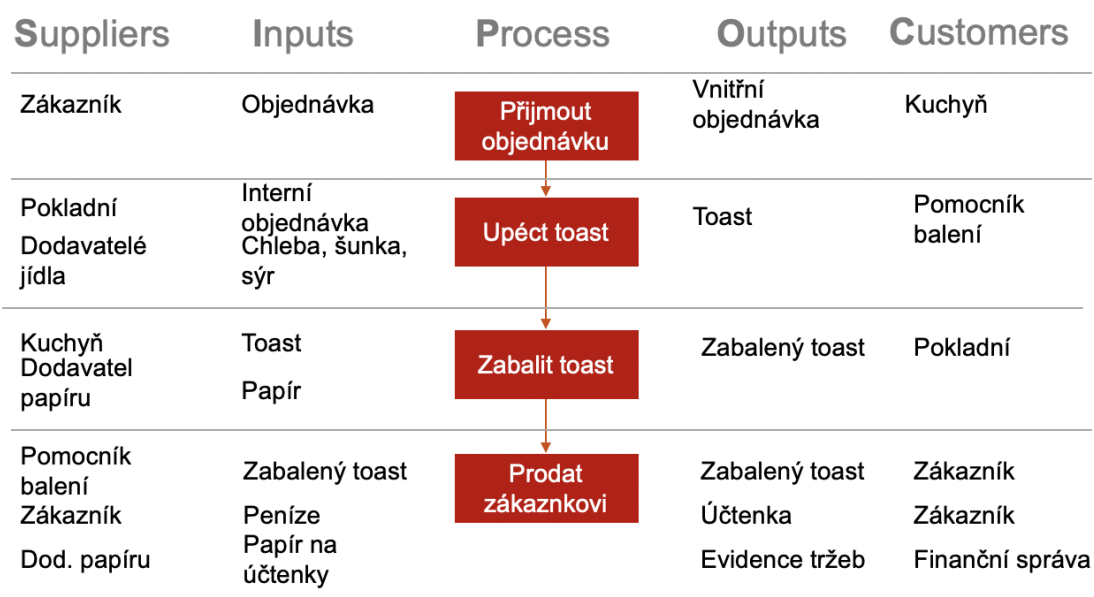 Suppliers Inputs Process Outputs Customers
Zákazník
Objednávka
Přijmout
objednávku
Vnitřní
objednávka
Kuchyň
Pokladní
Dodavatelé
jídla
Interní
objednávka
Chleba, šunka,
sýr
Upéct toast
Toast
Pomocník
balení
Kuchyň
Dodavatel
papíru
Toast
Papír
Zabalit toast
Zabalený toast
Pokladní
Pomocník
balení
Zákazník
Dod. papíru
Zabalený toast
Peníze
Papír na
účtenky
Prodat
zákaznkovi
Zabalený toast
Účtenka
Evidence tržeb
Zákazník
Zákazník
Finanční správa